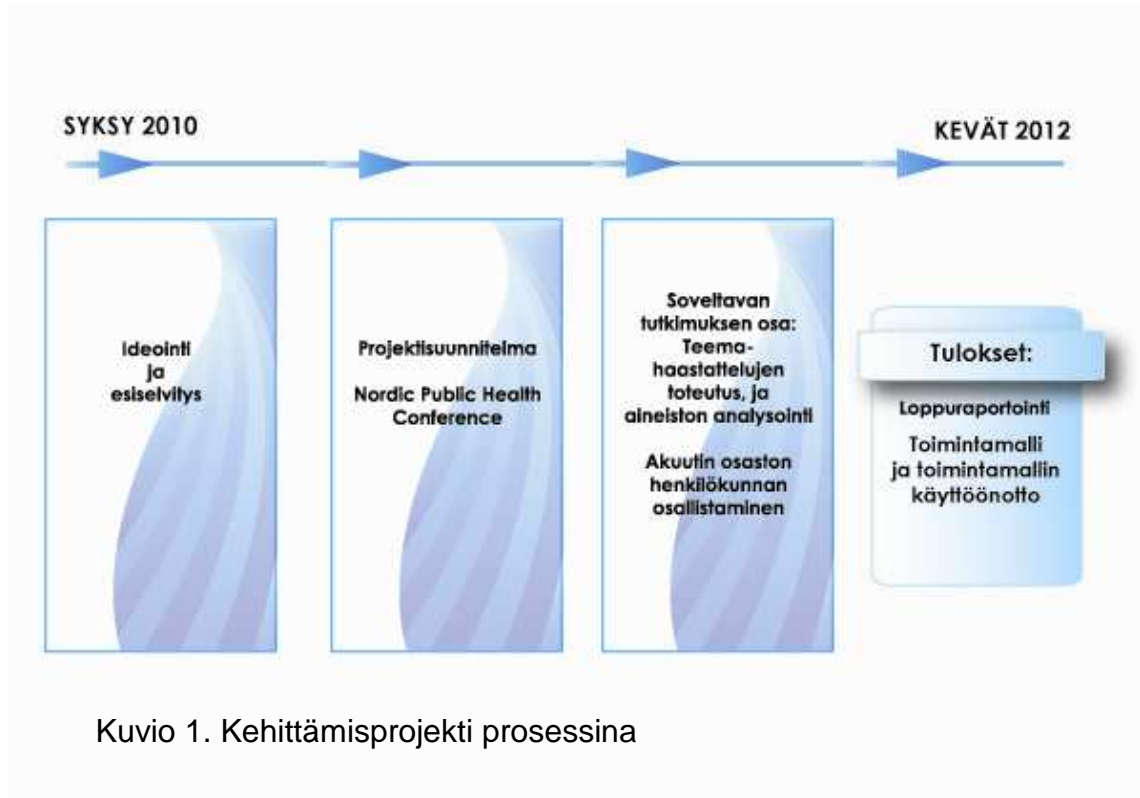 SYKSY 2010
KEVÄT 2012
Ideointi
ja
esiselvitys
Projektisuunnitelma
Nordic Public Health
Conference
Soveltavan
tutkimuksen osa:
Teema-
haastattelujen
toteutus, ja
aineiston analysointi
Akuutin osaston
henkilökunnan
osallistaminen
Tulokset:
Loppuraportointi
Toimintamalli
ja toimintamallin
käyttöönotto
Kuvio 1. Kehittämisprojekti prosessina